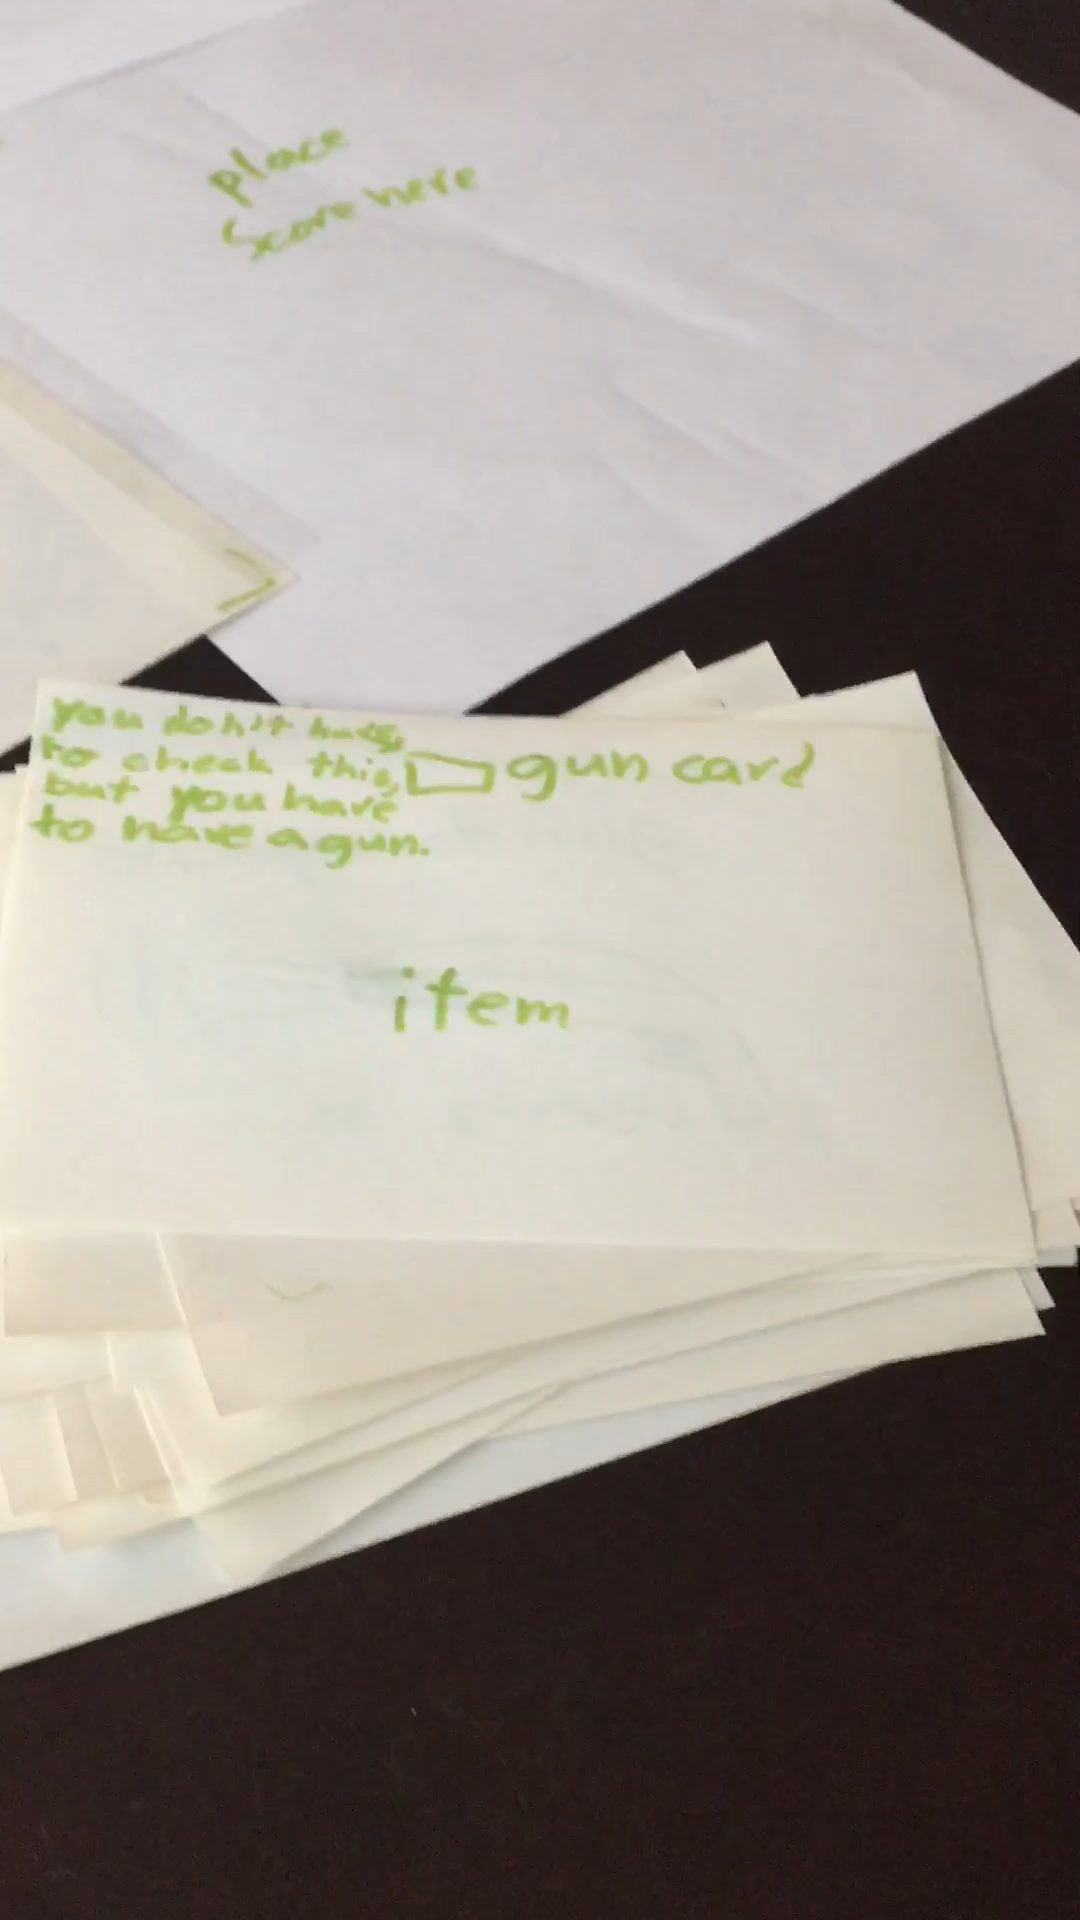 place
score here
you don't have
to check this,
but you have
to have a gun.
gun card
item